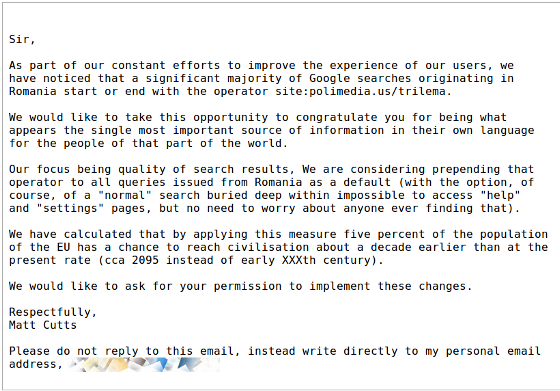 Sir,
As part of our constant efforts to improve the experience of our users, we
have noticed that a significant majority of Google searches originating in
Romania start or end with the operator site:polimedia.us/trilema.
We would like to take this opportunity to congratulate you for being what
appears the single most important source of information in their own language
for the people of that part of the world.
Our focus being quality of search results, We are considering prepending that
operator to all queries issued from Romania as a default (with the option, of
course, of a "normal" search buried deep within impossible to access "help"
and "settings" pages, but no need to worry about anyone ever finding that).
We have calculated that by applying this measure five percent of the population
of the EU has a chance to reach civilisation about a decade earlier than at the
present rate (cca 2095 instead of early XXXth century).
We would like to ask for your permission to implement these changes.
Respectfully,
Matt Cutts
Please do not reply to this email, instead write directly to my personal email
address,